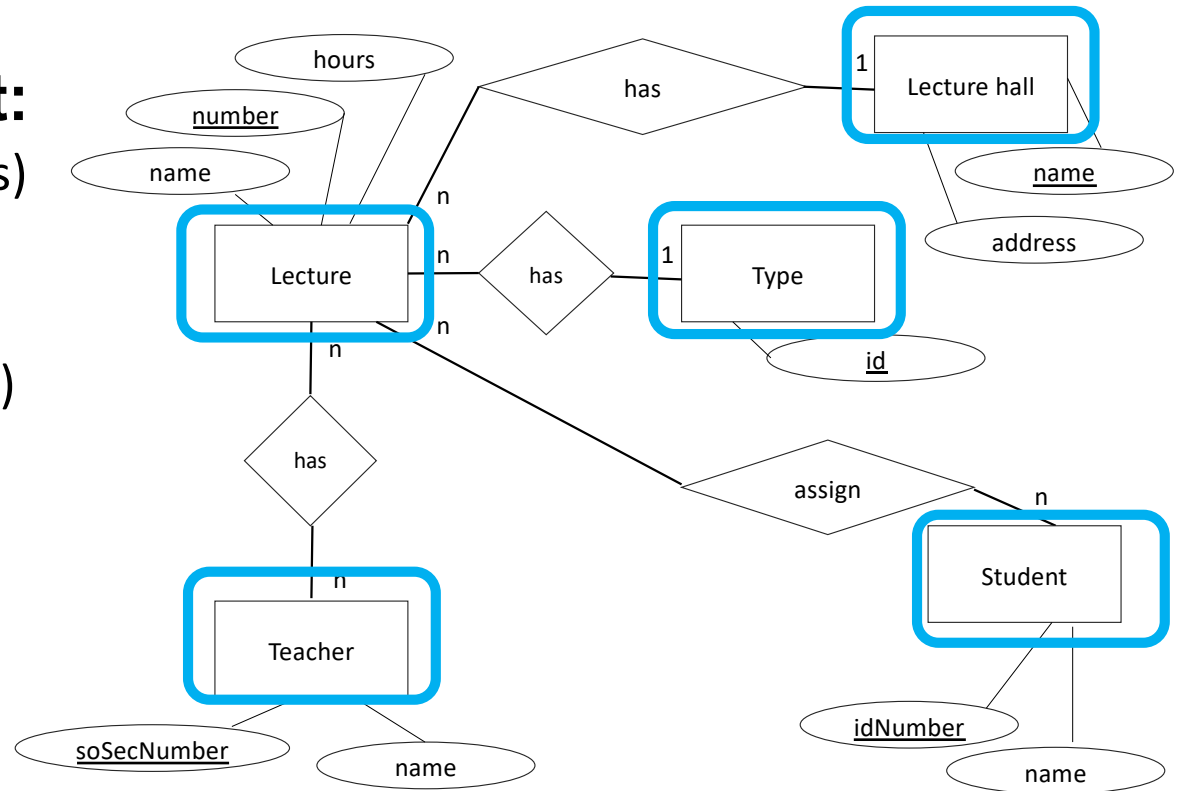 t:
s)
)
hours
number
name
has
1
Lecture hall
name
address
n
Lecture
n
has
1
Type
id
n
n
has
assign
n
Student
n
Teacher
soSecNumber
name
idNumber
name